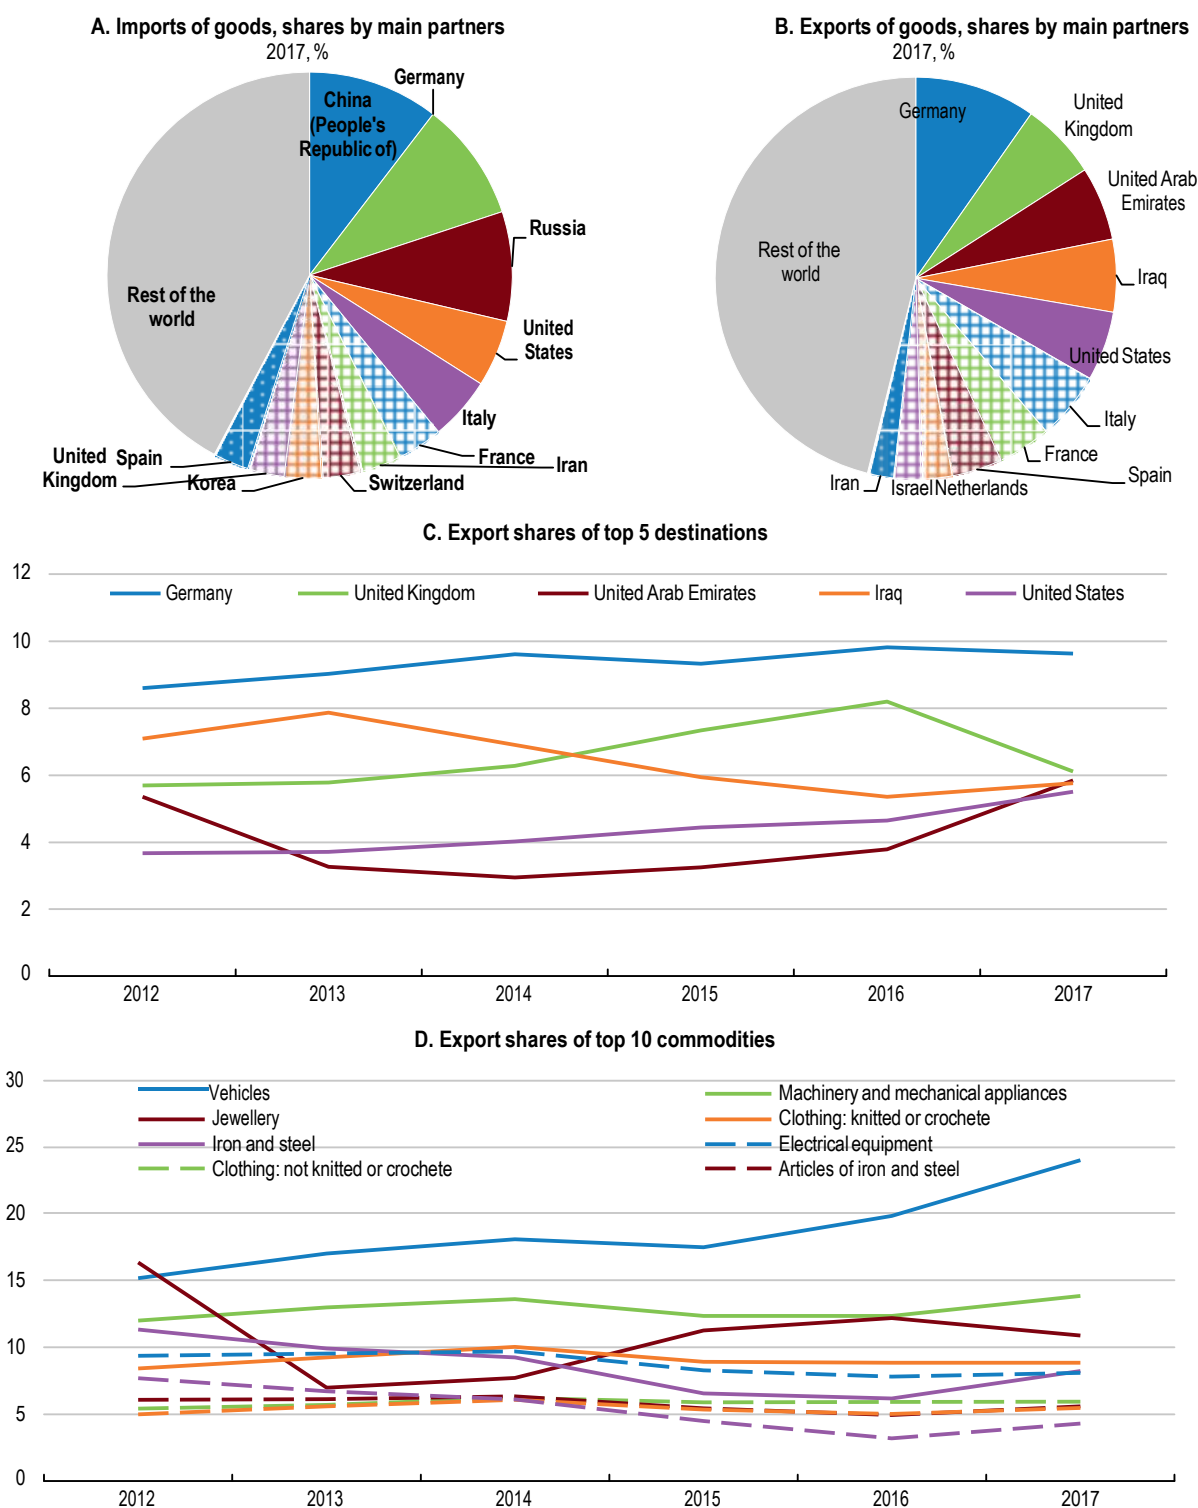 A. Imports of goods, shares by main partners
2017, %
China
(People's
Republic of)
Germany
Russia
United
States
Italy
France
Iran
Switzerland
Korea
United
Kingdom
Spain
Rest of the
world
B. Exports of goods, shares by main partners
2017, %
Germany
United
Kingdom
United Arab
Emirates
Iraq
United States
Italy
France
Spain
Netherlands
Israel
Iran
Rest of the
world
C. Export shares of top 5 destinations
12
10
8
6
4
2
0
Germany United Kingdom United Arab Emirates Iraq United States
2012 2013 2014 2015 2016 2017
D. Export shares of top 10 commodities
30
25
20
15
10
5
0
Vehicles Machinery and mechanical appliances
Jewellery Clothing: knitted or crochete
Iron and steel Electrical equipment
Clothing: not knitted or crochete Articles of iron and steel
2012 2013 2014 2015 2016 2017